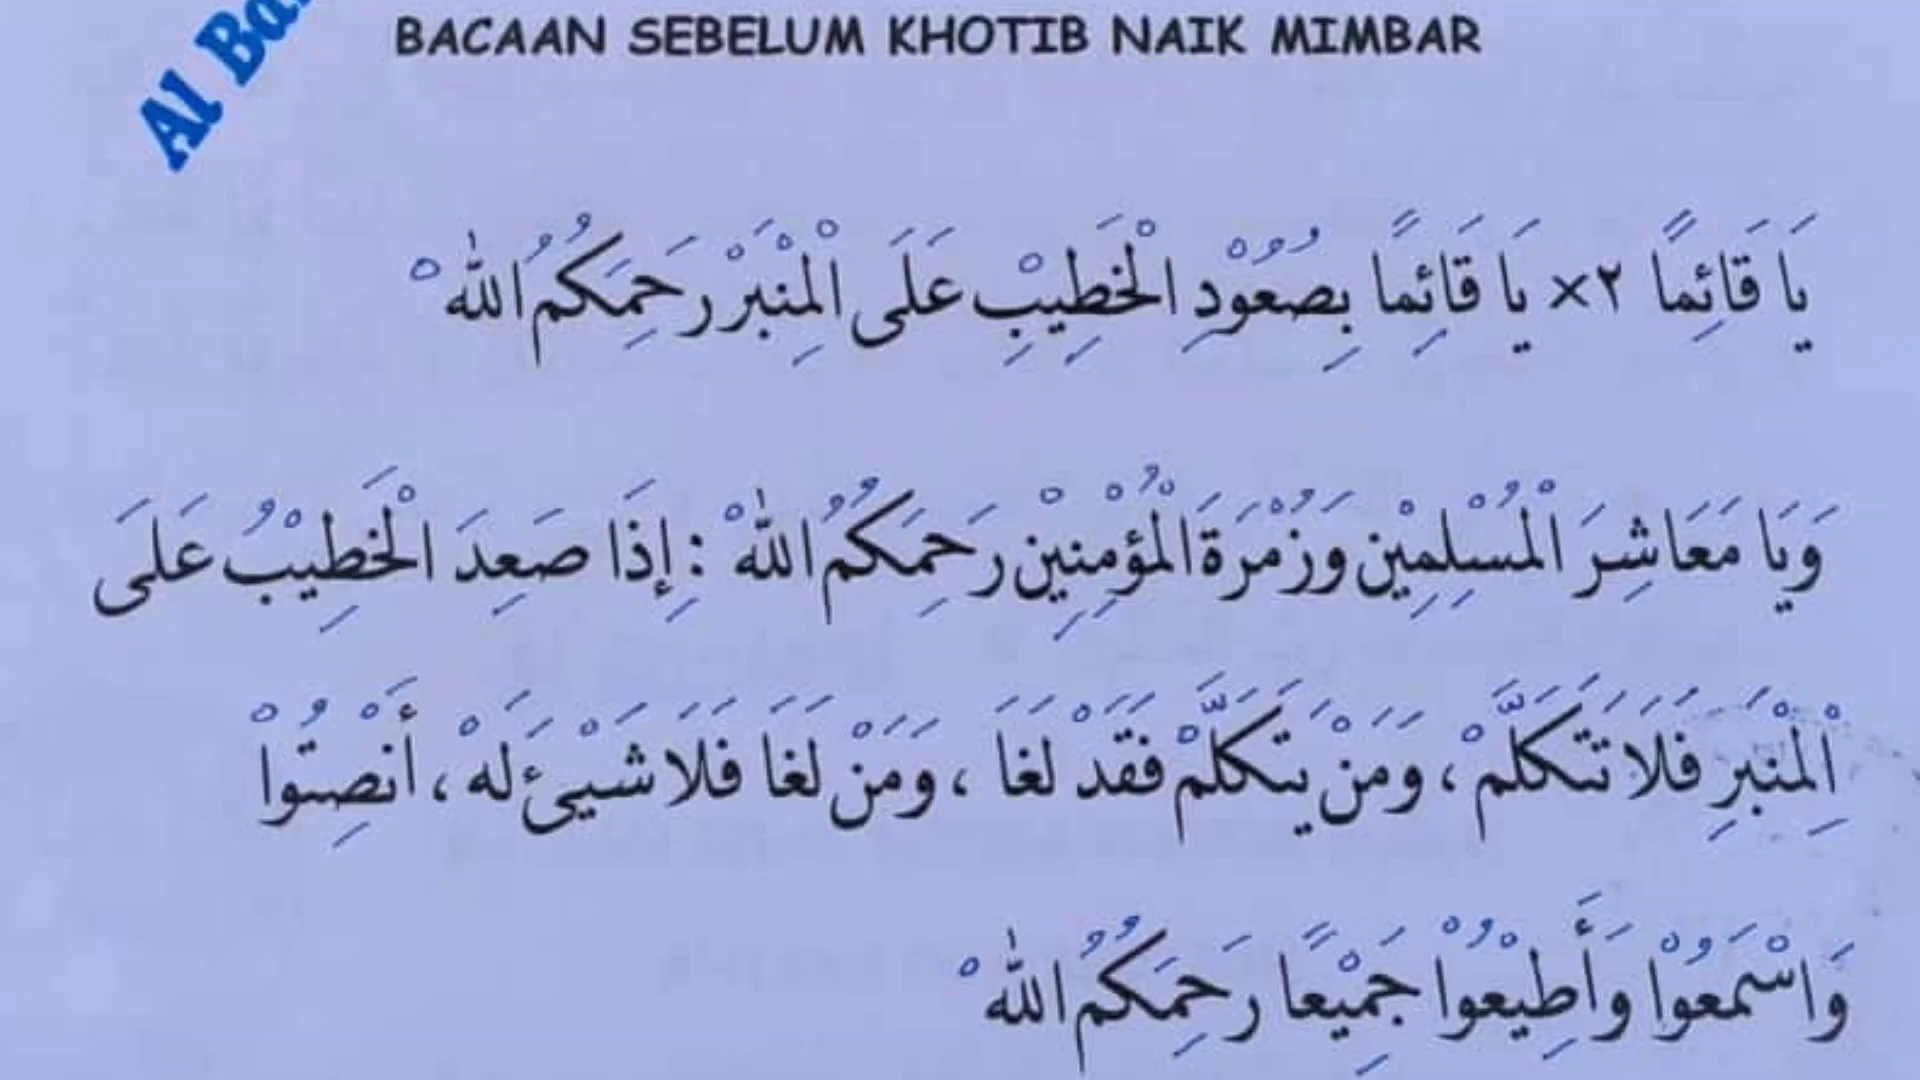 BACAAN SEBELUM KHOTIB NAIK MIMBAR
Al
يَا قَائِمًا ٢× يَا قَائِمًا بِصُعُوْدِ الْخَطِيْبِ عَلَى الْمِنْبَرْ رَحِمَكُمُ اللهْ
وَيَا مَعَاشِرَ الْمُسْلِمِيْن وَزُمْرَةَ الْمُؤْمِنِيْن رَحِمَكُمُ اللهْ : إِذَا صَعِدَ الْخَطِيْبُ عَلَى
الْمِنْبَرِ فَلَا تَتَكَلَّمْ ، وَمَنْ يَتَكَلَّمْ فَقَدْ لَغَا ، وَمَنْ لَغَا فَلَا شَيْئَ لَهْ ، أَنْصِتُوْا
وَاسْمَعُوْا وَأَطِيْعُوْا جَمِيْعًا رَحِمَكُمُ اللهْ